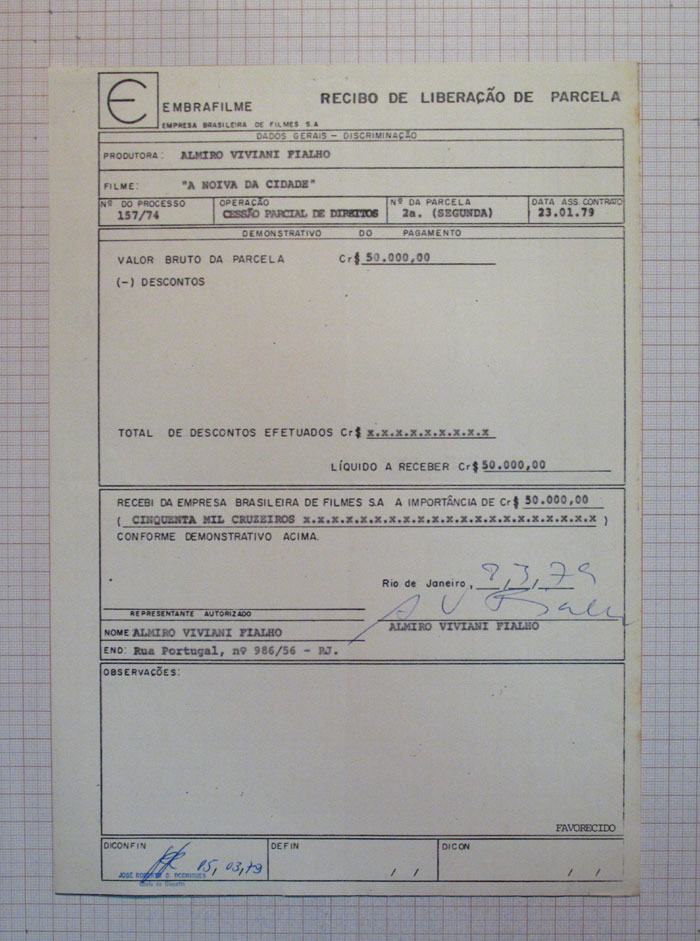 E EMBRAFILME
RECIBO DE LIBERAÇÃO DE PARCELA
EMPRESA BRASILEIRA DE FILMES S.A
DADOS GERAIS - DISCRIMINAÇÃO
PRODUTORA: ALMIRO VIVIANI FIALHO
FILME: "A NOIVA DA CIDADE"
Nº DO PROCESSO OPERAÇÃO Nº DA PARCELA DATA ASS CONTRATO
157/74 CESSÃO PARCIAL DE DIREITOS 2a. (SEGUNDA) 23.01.79
DEMONSTRATIVO DO PAGAMENTO
VALOR BRUTO DA PARCELA Cr$ 50.000,00
(-) DESCONTOS
TOTAL DE DESCONTOS EFETUADOS Cr$ x.x.x.x.x.x.x.x.x
LÍQUIDO A RECEBER Cr$ 50.000,00
RECEBI DA EMPRESA BRASILEIRA DE FILMES S.A A IMPORTÂNCIA DE Cr$ 50.000,00
( CINQUENTA MIL CRUZEIROS x.x.x.x.x.x.x.x.x.x.x.x.x.x.x.x.x.x.x.x.x )
CONFORME DEMONSTRATIVO ACIMA.
Rio de Janeiro, 8,3,79
REPRESENTANTE AUTORIZADO
ALMIRO VIVIANI FIALHO
NOME ALMIRO VIVIANI FIALHO
END: Rua Portugal, nº 986/56 - RJ.
OBSERVAÇÕES:
FAVORECIDO
DICONFIN DEFIN DICON
05,03,79 / / / /
JOSÉ ROBERTO D. RODRIGUES